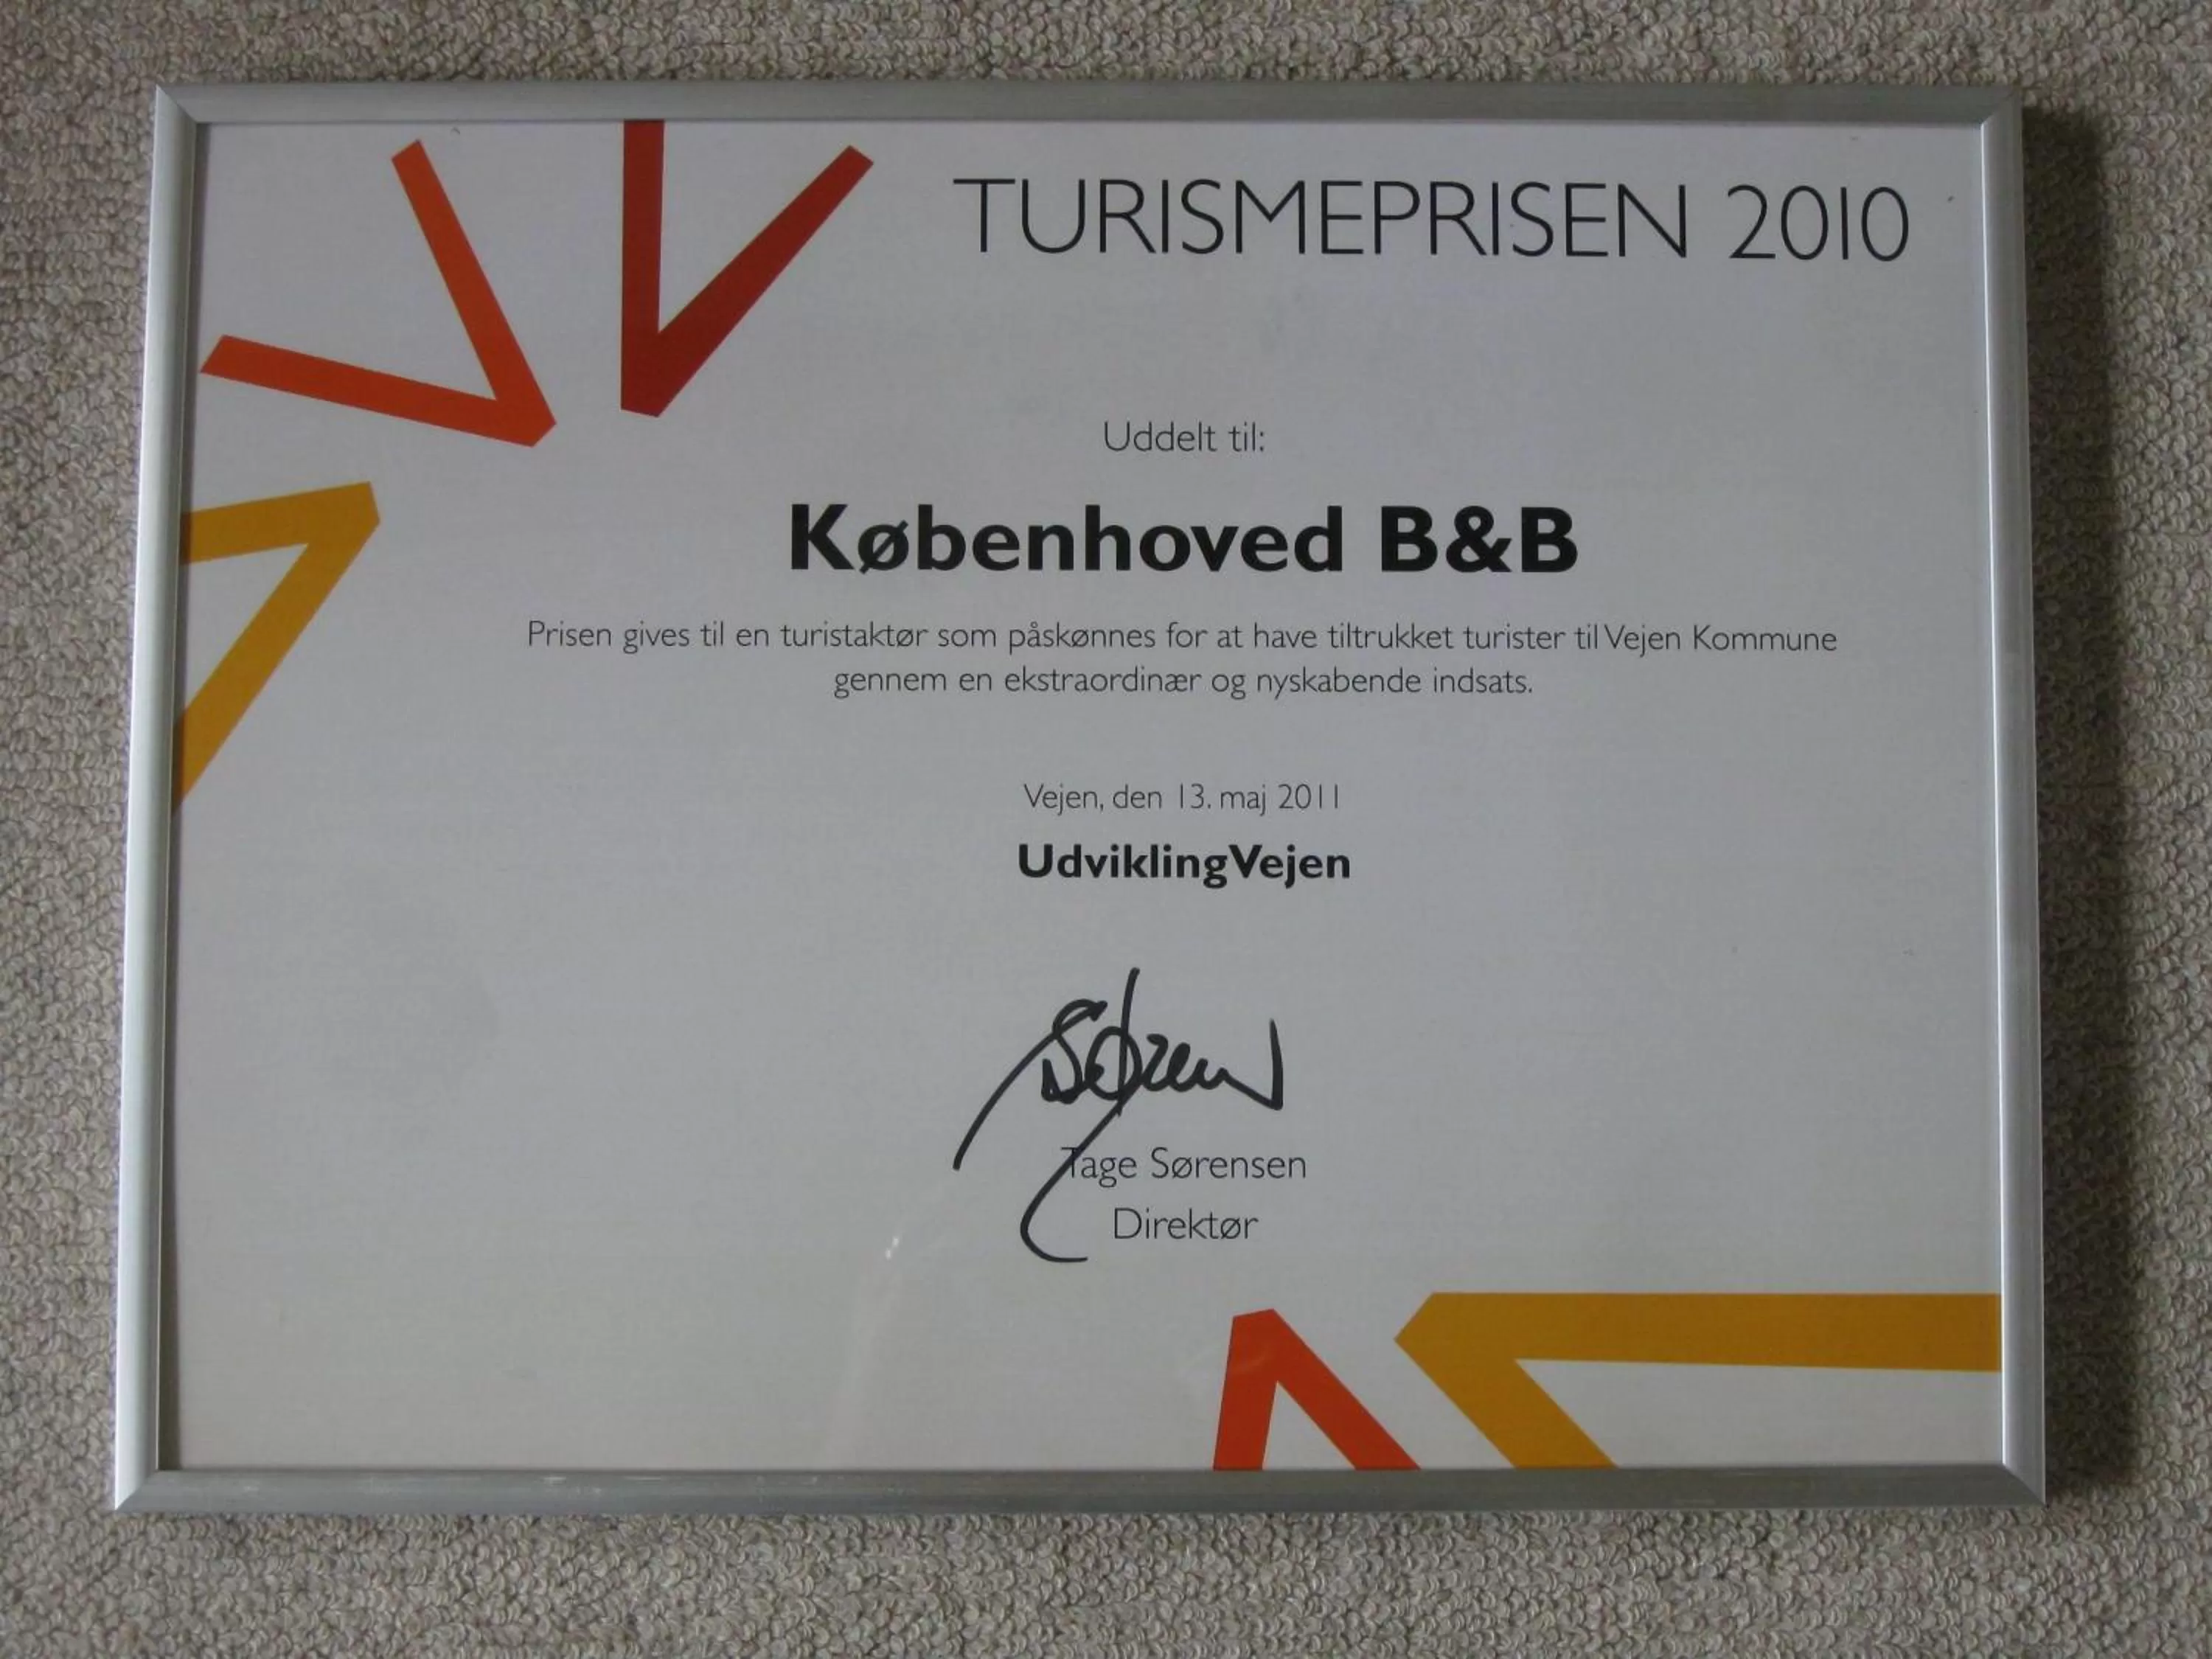 TURISMEPRISEN 2010
Uddelt til:
Københoved B&B
Prisen gives til en turistaktør som påskønnes for at have tiltrukket turister til Vejen Kommune
gennem en ekstraordinær og nyskabende indsats.
Vejen, den 13. maj 2011
UdviklingVejen
Tage Sørensen
Direktør